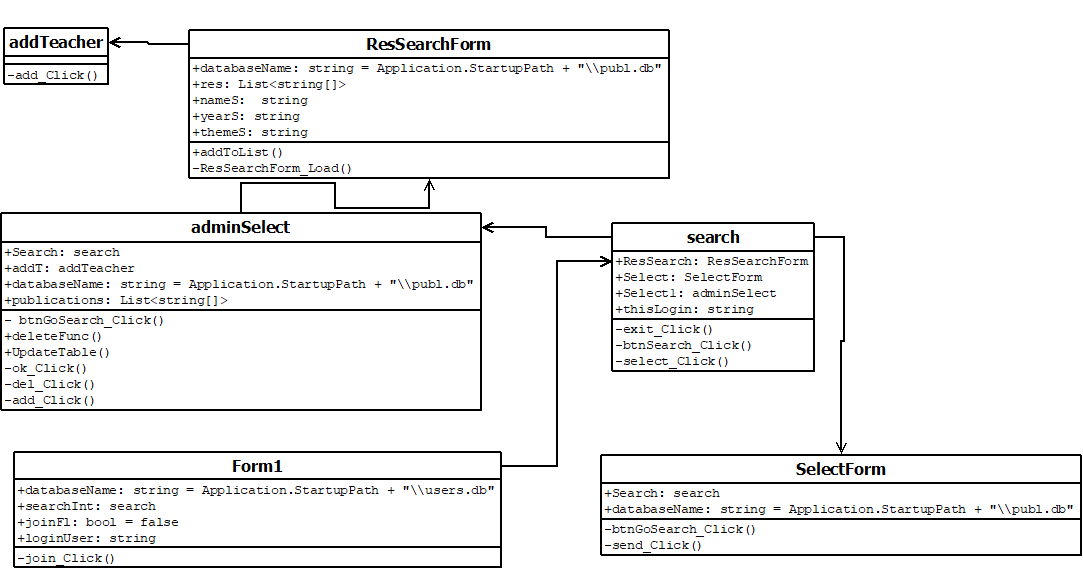 addTeacher
-add_Click()
ResSearchForm
+databaseName: string = Application.StartupPath + "\\publ.db"
+res: List<string[]>
+nameS:  string
+yearS: string
+themeS: string
+addToList()
-ResSearchForm_Load()
adminSelect
+Search: search
+addT: addTeacher
+databaseName: string = Application.StartupPath + "\\publ.db"
+publications: List<string[]>
- btnGoSearch_Click()
+deleteFunc()
+UpdateTable()
-ok_Click()
-del_Click()
-add_Click()
search
+ResSearch: ResSearchForm
+Select: SelectForm
+Select1: adminSelect
+thisLogin: string
-exit_Click()
-btnSearch_Click()
-select_Click()
Form1
+databaseName: string = Application.StartupPath + "\\users.db"
+searchInt: search
+joinFl: bool = false
+loginUser: string
-join_Click()
SelectForm
+Search: search
+databaseName: string = Application.StartupPath + "\\publ.db"
-btnGoSearch_Click()
-send_Click()